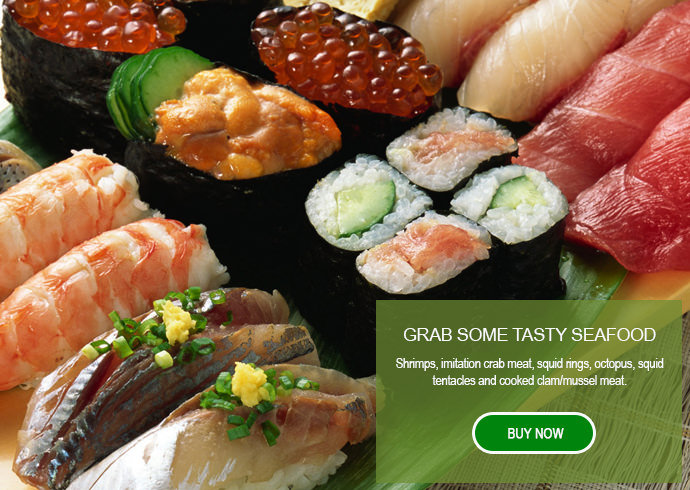 GRAB SOME TASTY SEAFOOD
Shrimps, imitation crab meat, squid rings, octopus, squid
tentacles and cooked clam/mussel meat.
BUY NOW